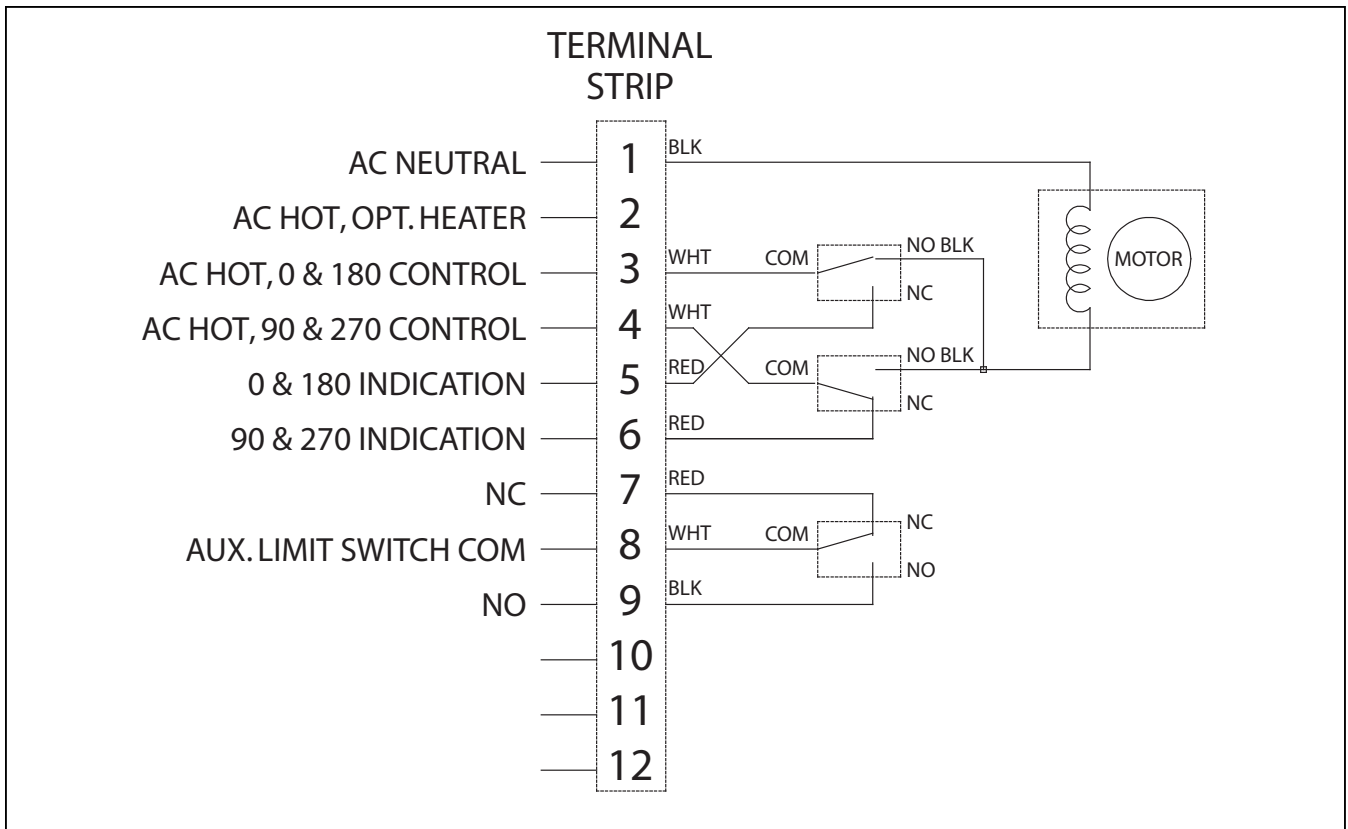 TERMINAL
STRIP
AC NEUTRAL 1 BLK
AC HOT, OPT. HEATER 2
AC HOT, 0 & 180 CONTROL 3 WHT COM NO BLK
NC
MOTOR
AC HOT, 90 & 270 CONTROL 4 WHT
0 & 180 INDICATION 5 RED COM NO BLK
NC
90 & 270 INDICATION 6 RED
NC 7 RED
AUX. LIMIT SWITCH COM 8 WHT COM NC
NO
NO 9 BLK
10
11
12